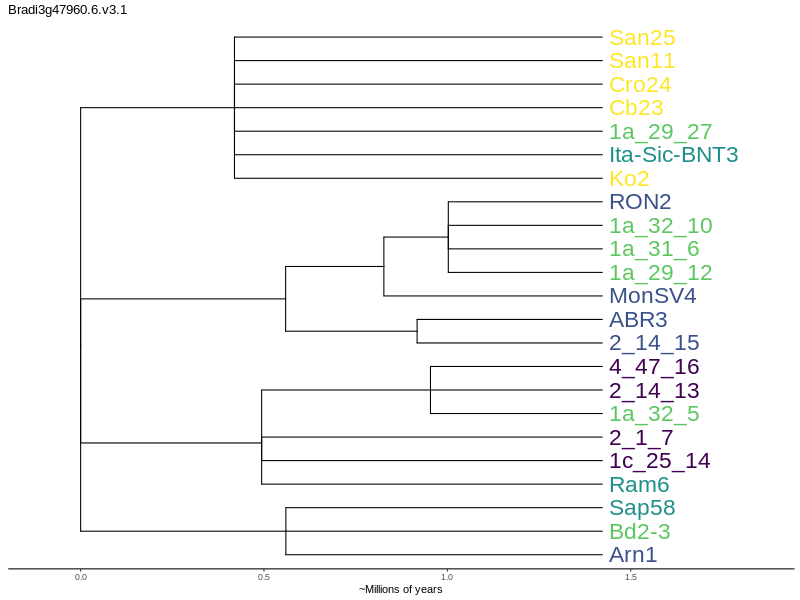 Bradi3g47960.6.v3.1
San25
San11
Cro24
Cb23
1a_29_27
Ita-Sic-BNT3
Ko2
RON2
1a_32_10
1a_31_6
1a_29_12
MonSV4
ABR3
2_14_15
4_47_16
2_14_13
1a_32_5
2_1_7
1c_25_14
Ram6
Sap58
Bd2-3
Arn1
0.0 0.5 1.0 1.5
~Millions of years